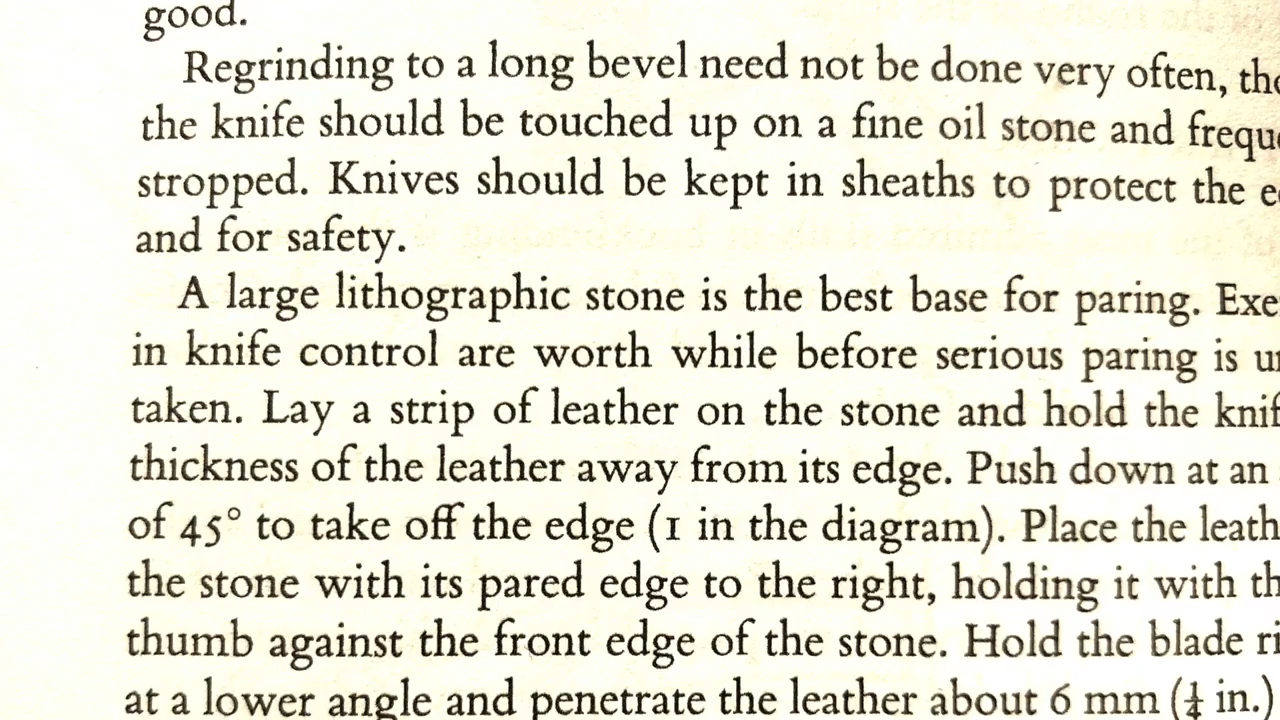 good.
Regrinding to a long bevel need not be done very often,
the knife should be touched up on a fine oil stone and
stropped. Knives should be kept in sheaths to protect the
and for safety.
A large lithographic stone is the best base for paring.
in knife control are worth while before serious paring is
taken. Lay a strip of leather on the stone and hold the
thickness of the leather away from its edge. Push down at an
of 45° to take off the edge (1 in the diagram). Place the
the stone with its pared edge to the right, holding it with
thumb against the front edge of the stone. Hold the blade
at a lower angle and penetrate the leather about 6 mm (¼ in.)